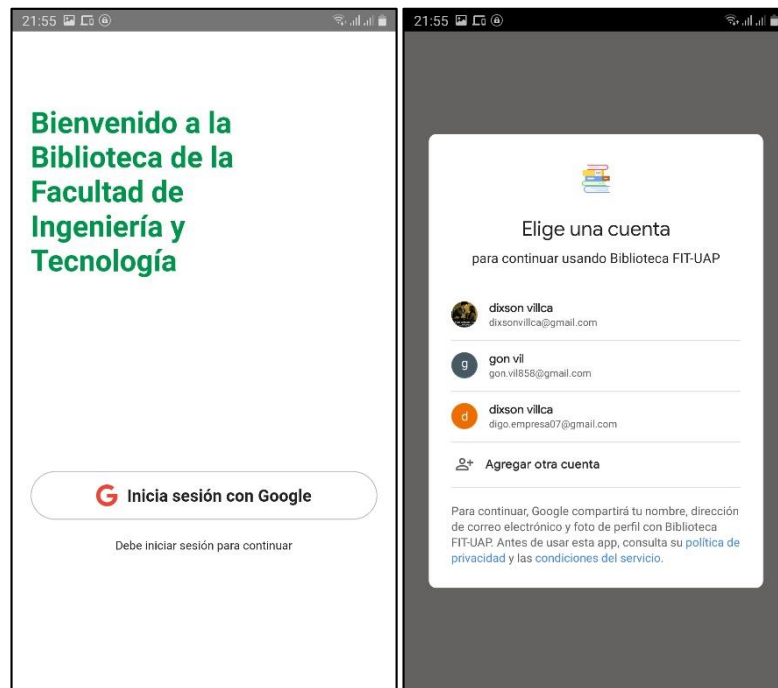 21:55
Bienvenido a la
Biblioteca de la
Facultad de
Ingeniería y
Tecnología
G Inicia sesión con Google
Debe iniciar sesión para continuar
21:55
Elige una cuenta
para continuar usando Biblioteca FIT-UAP
dixson villca
dixsonvillca@gmail.com
g
gon vil
gon.vil858@gmail.com
d
dixson villca
digo.empresa07@gmail.com
Agregar otra cuenta
Para continuar, Google compartirá tu nombre, dirección
de correo electrónico y foto de perfil con Biblioteca
FIT-UAP. Antes de usar esta app, consulta su política de
privacidad y las condiciones del servicio.